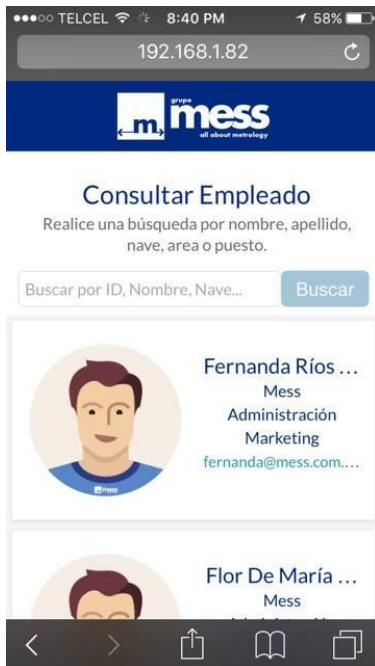 TELCEL 8:40 PM 58%
192.168.1.82
grupo
m mess
all about metrology
Consultar Empleado
Realice una búsqueda por nombre, apellido,
nave, area o puesto.
Buscar por ID, Nombre, Nave... Buscar
Fernanda Ríos ...
Mess
Administración
Marketing
fernanda@mess.com....
mess
Flor De María ...
Mess